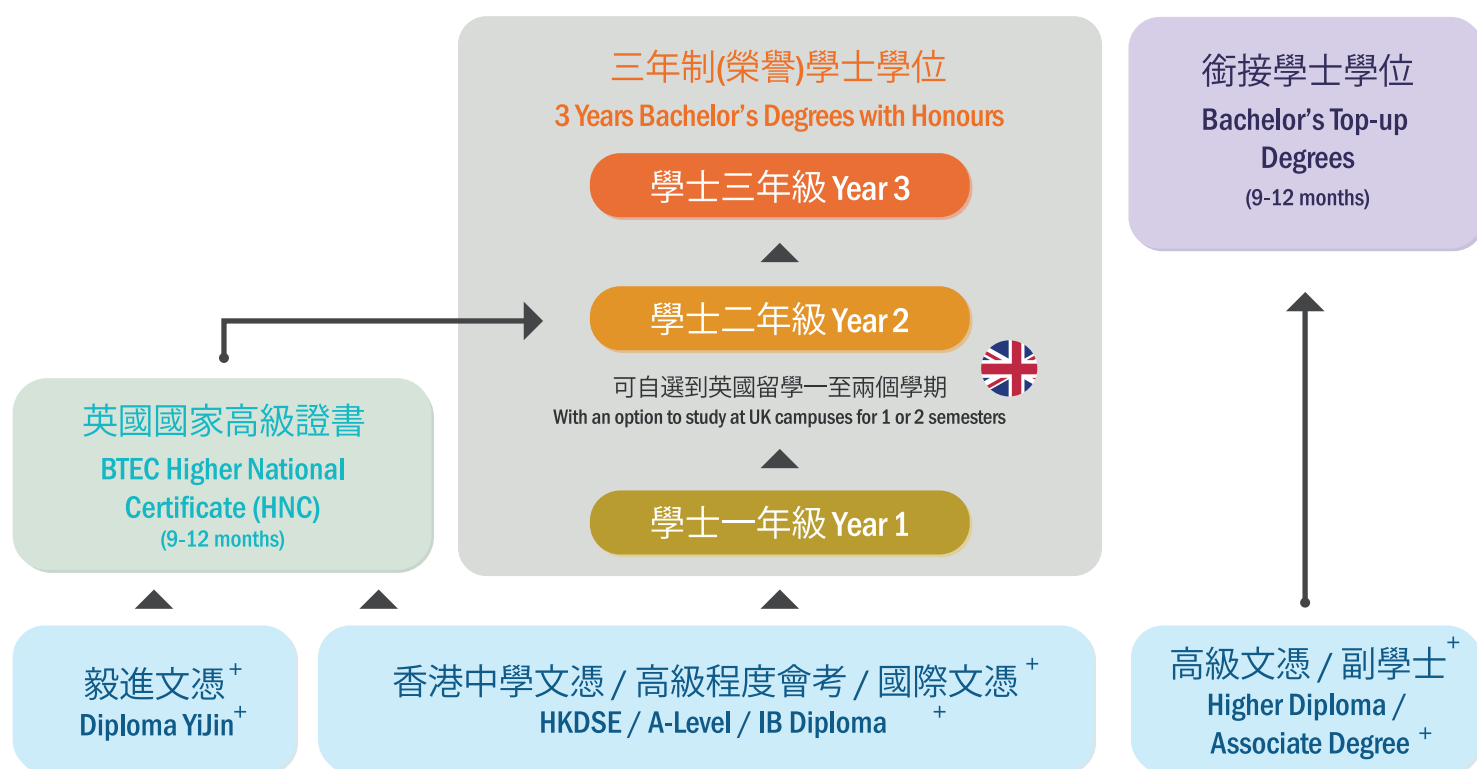 三年制(榮譽)學士學位
3 Years Bachelor's Degrees with Honours
學士三年級 Year 3
學士二年級 Year 2
可自選到英國留學一至兩個學期
With an option to study at UK campuses for 1 or 2 semesters
學士一年級 Year 1
銜接學士學位
Bachelor's Top-up
Degrees
(9-12 months)
英國國家高級證書
BTEC Higher National
Certificate (HNC)
(9-12 months)
毅進文憑+
Diploma YiJin+
香港中學文憑 / 高級程度會考 / 國際文憑+
HKDSE / A-Level / IB Diploma +
高級文憑 / 副學士+
Higher Diploma /
Associate Degree +